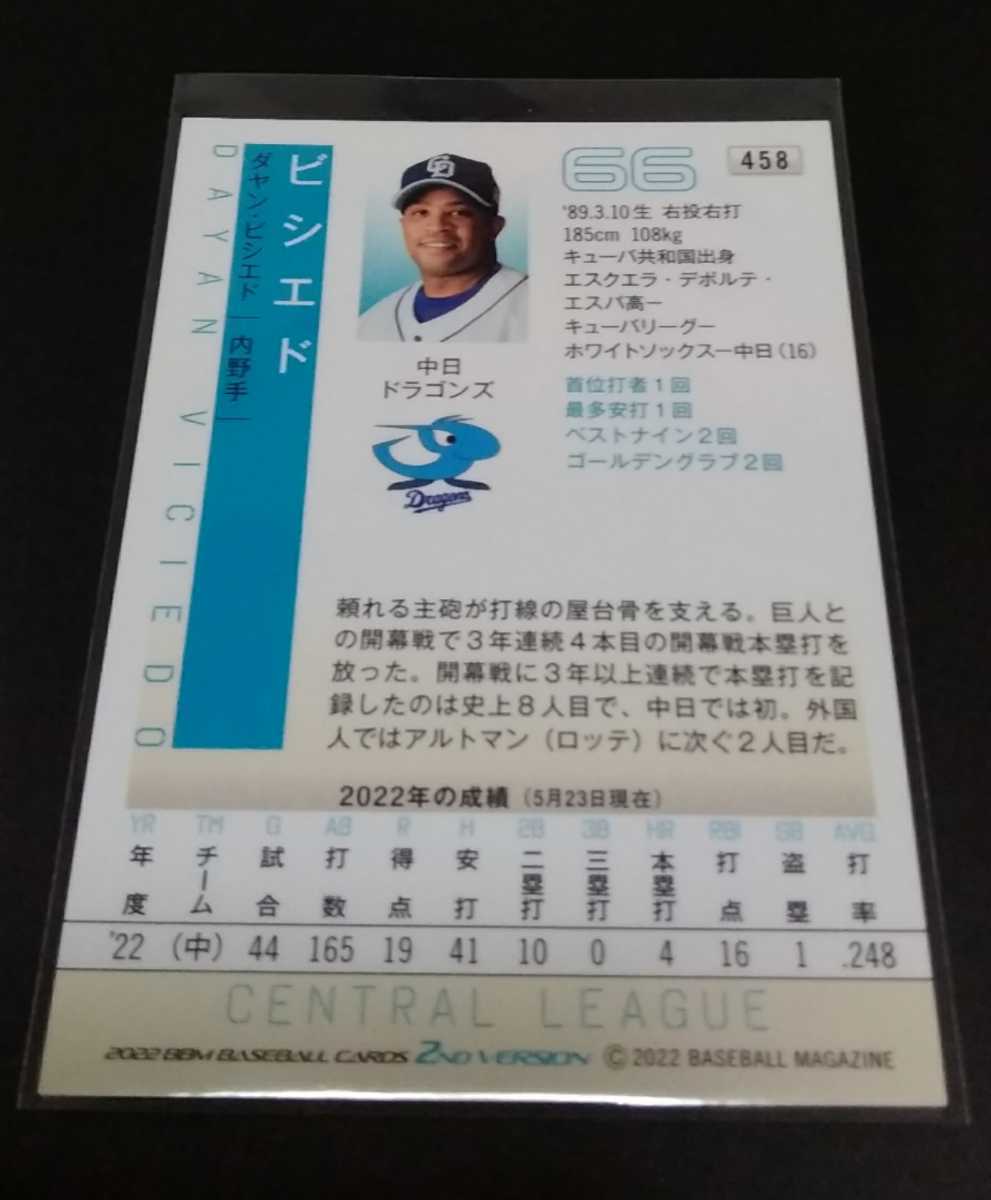 458
66
'89.3.10生 右投右打
185cm 108kg
キューバ共和国出身
エスクエラ・デポルテ・
エスパ高ー
キューバリーグー
ホワイトソックスー中日(16)
首位打者1回
最多安打1回
ベストナイン2回
ゴールデングラブ2回
ビシエド
ダヤン・ビシエド 内野手
DAYAN VICIEDO
CD
中日
ドラゴンズ
Dragons
頼れる主砲が打線の屋台骨を支える。巨人と
の開幕戦で3年連続4本目の開幕戦本塁打を
放った。開幕戦に3年以上連続で本塁打を記
録したのは史上8人目で、中日では初。外国
人ではアルトマン(ロッテ)に次ぐ2人目だ。
2022年の成績(5月23日現在)
YR TM G AB R H 2B 3B HR RBI SB AVG
年度 チーム 試合 打数 得点 安打 二塁打 三塁打 本塁打 打点 盗塁 打率
'22 (中) 44 165 19 41 10 0 4 16 1 .248
CENTRAL LEAGUE
2022 BBM BASEBALL CARDS 2ND VERSION © 2022 BASEBALL MAGAZINE